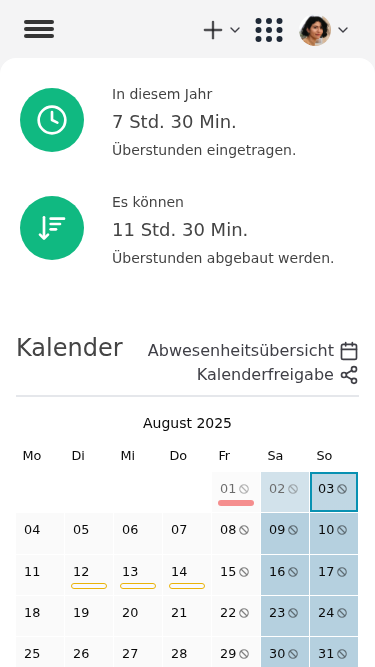 In diesem Jahr
7 Std. 30 Min.
Überstunden eingetragen.
Es können
11 Std. 30 Min.
Überstunden abgebaut werden.
Kalender
Abwesenheitsübersicht
Kalenderfreigabe
August 2025
Mo Di Mi Do Fr Sa So
01 02 03
04 05 06 07 08 09 10
11 12 13 14 15 16 17
18 19 20 21 22 23 24
25 26 27 28 29 30 31